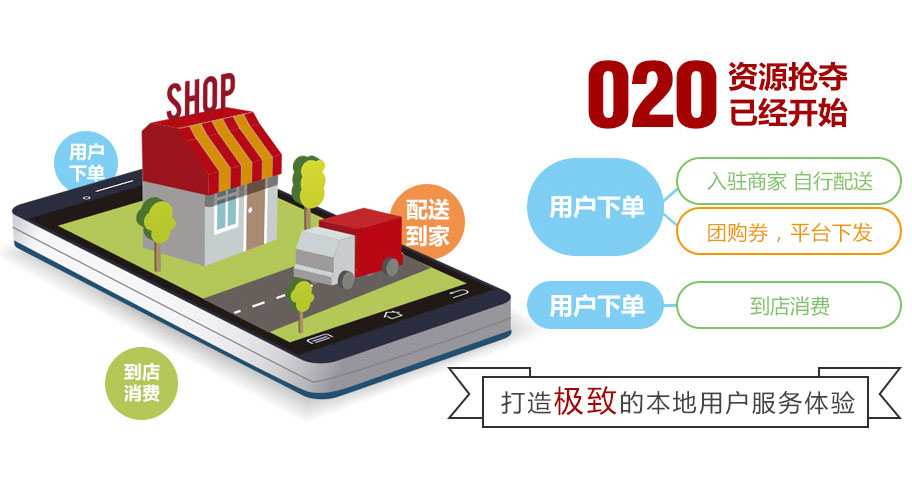 SHOP
用户
下单
配送
到家
到店
消费
020 资源抢夺
已经开始
用户下单
入驻商家 自行配送
团购券，平台下发
用户下单
到店消费
打造极致的本地用户服务体验